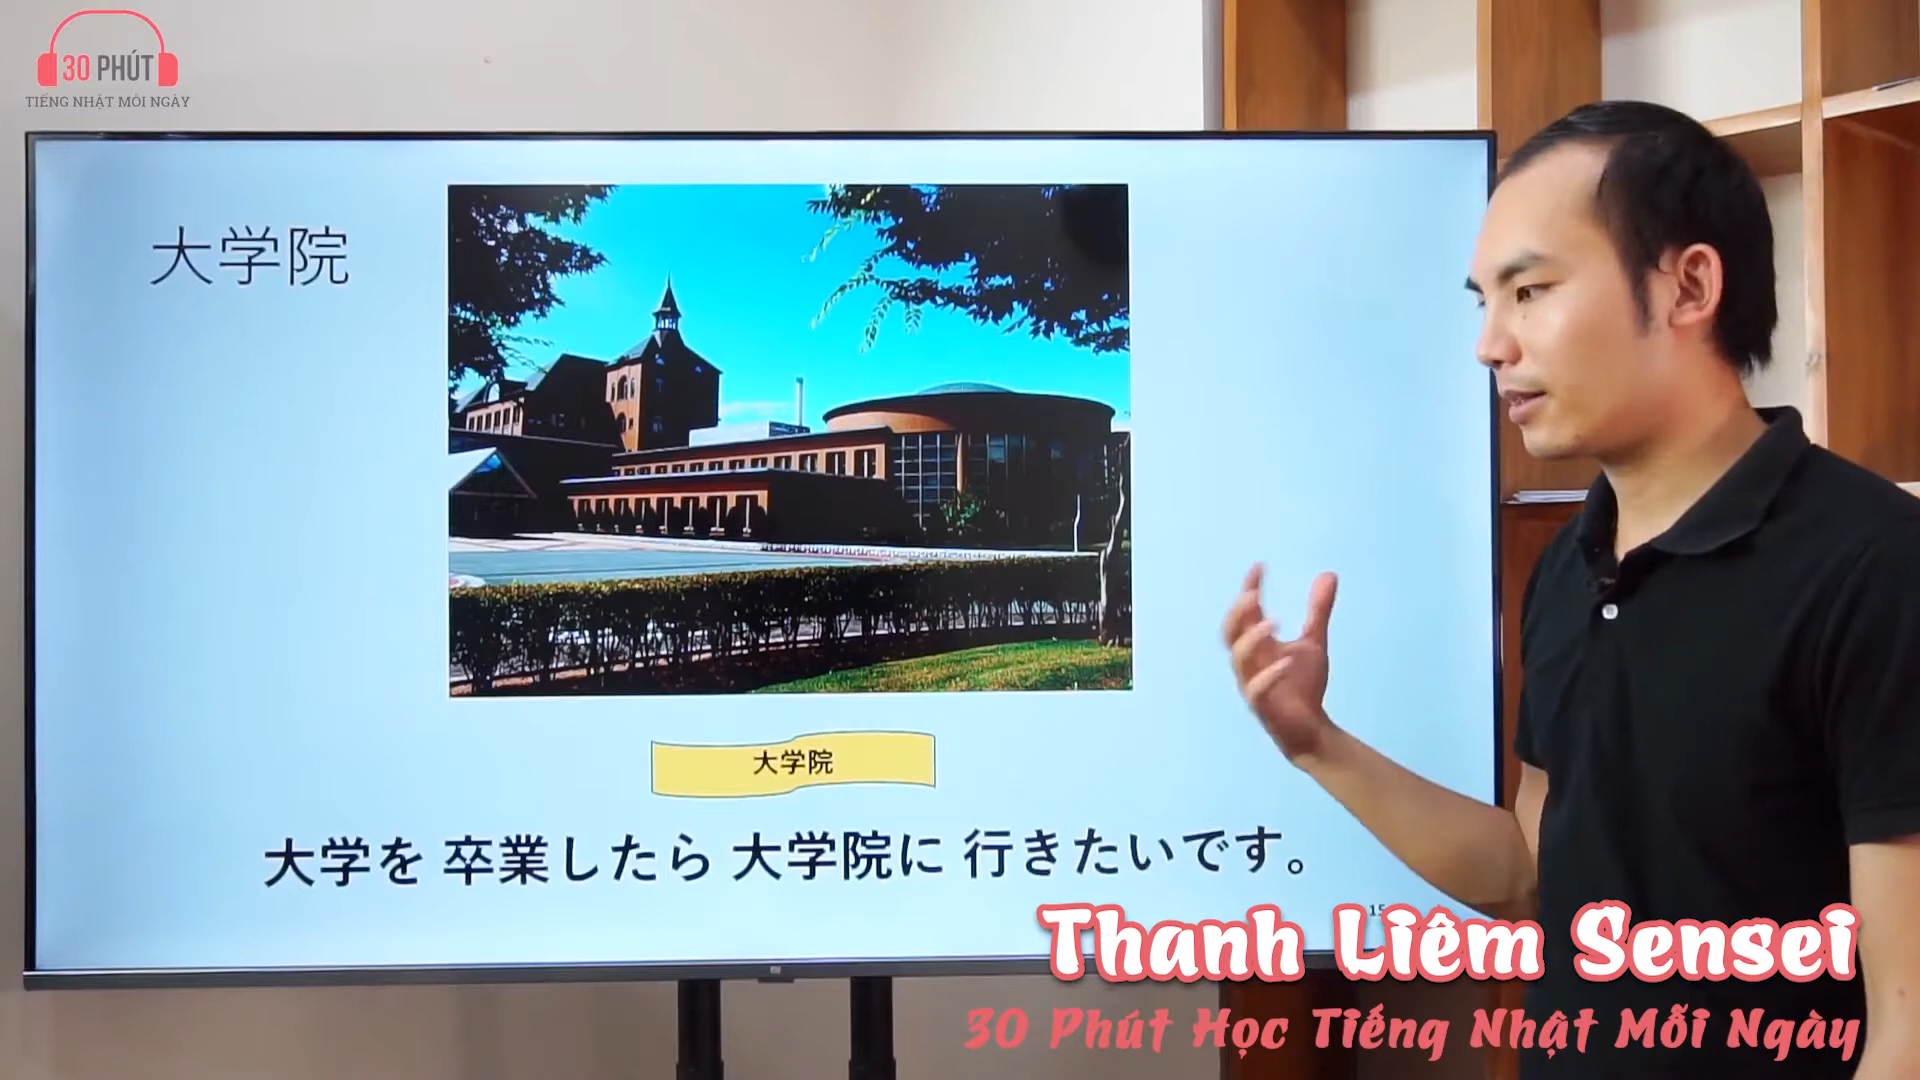 30 PHÚT
TIẾNG NHẬT MỖI NGÀY
大学院
大学院
大学を 卒業したら 大学院に 行きたいです。
Thanh Liêm Sensei
30 Phút Học Tiếng Nhật Mỗi Ngày